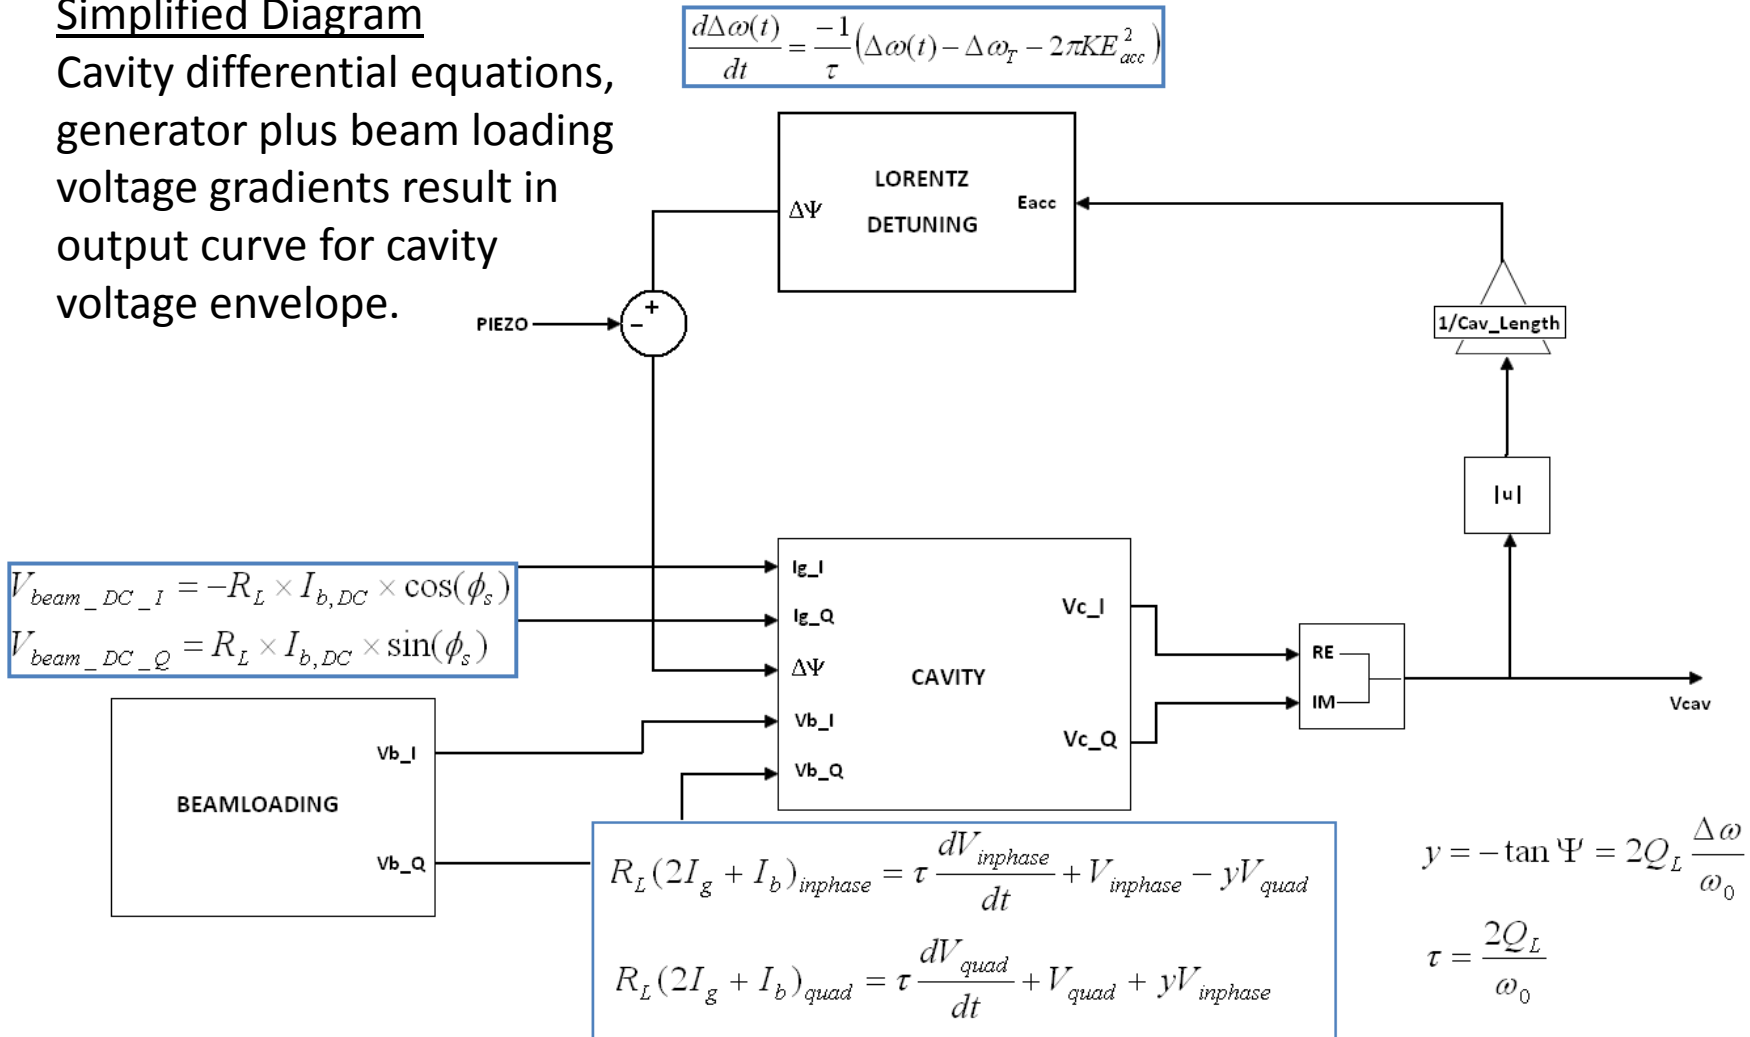 Simplified Diagram
Cavity differential equations,
generator plus beam loading
voltage gradients result in
output curve for cavity
voltage envelope.
dΔω(t)/dt = -1/τ (Δω(t) − Δω_T − 2πKE_acc^2)
LORENTZ
DETUNING
ΔΨ
Eacc
+
PIEZO
−
1/Cav_Length
|u|
V_beam_DC_I = −R_L × I_b,DC × cos(ϕ_s)
V_beam_DC_Q = R_L × I_b,DC × sin(ϕ_s)
Ig_I
Ig_Q
ΔΨ
Vb_I
Vb_Q
CAVITY
Vc_I
Vc_Q
RE
IM
Vcav
BEAMLOADING
Vb_I
Vb_Q
R_L(2I_g + I_b)_inphase = τ dV_inphase/dt + V_inphase − yV_quad
R_L(2I_g + I_b)_quad = τ dV_quad/dt + V_quad + yV_inphase
y = −tan Ψ = 2Q_L Δω/ω_0
τ = 2Q_L/ω_0